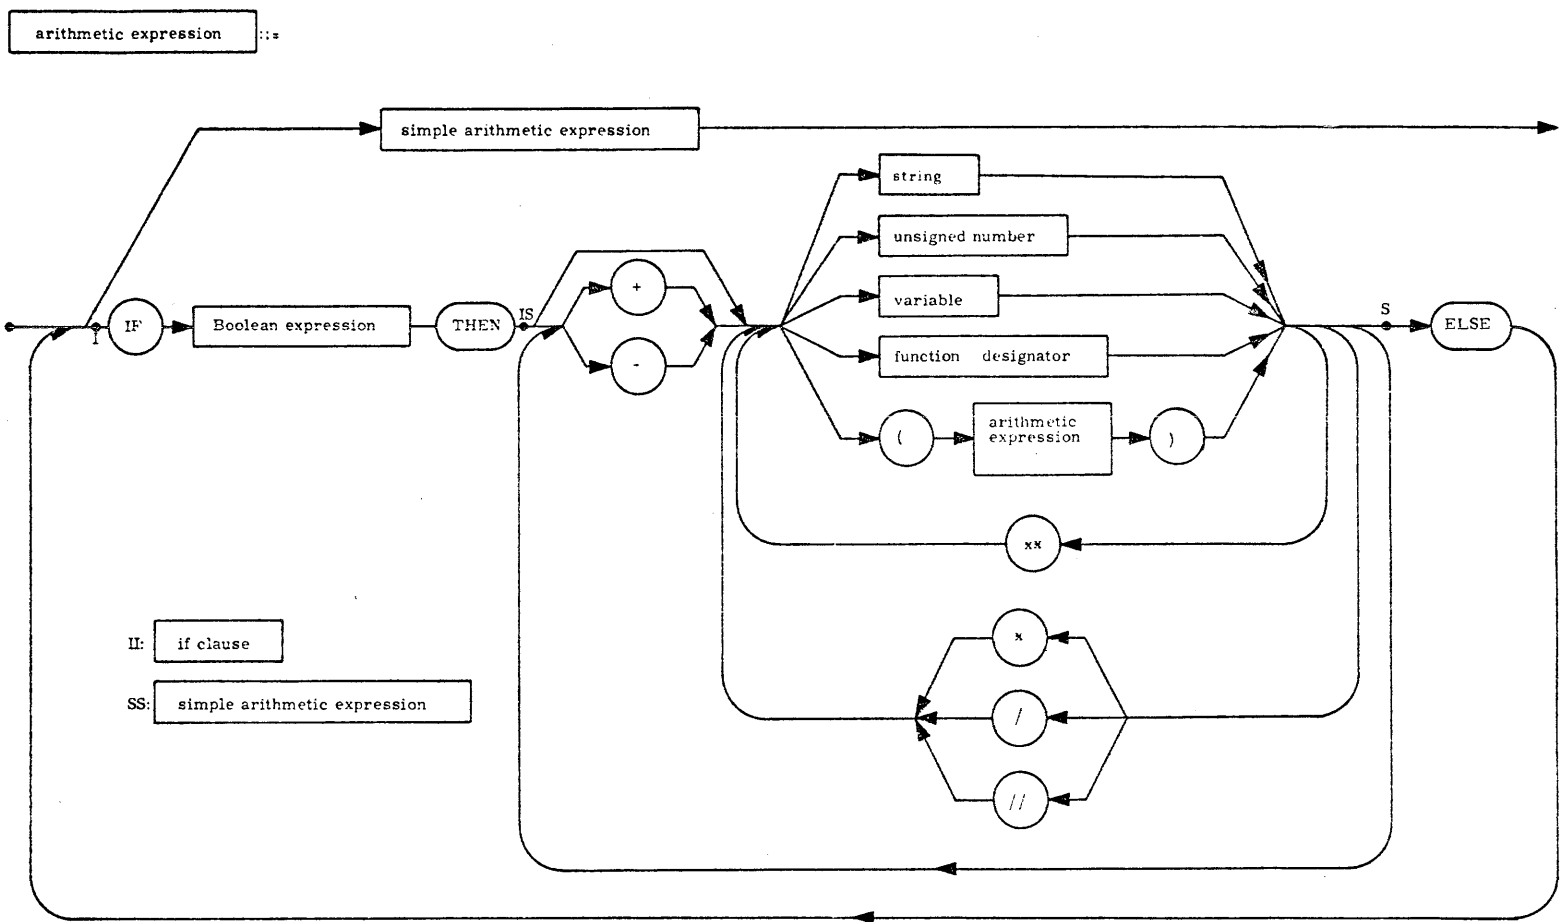 arithmetic expression ::=
simple arithmetic expression
string
unsigned number
variable
function designator
( arithmetic
expression )
+
-
I
IF
Boolean expression
THEN
IS
S
ELSE
xx
x
/
//
II: if clause
SS: simple arithmetic expression